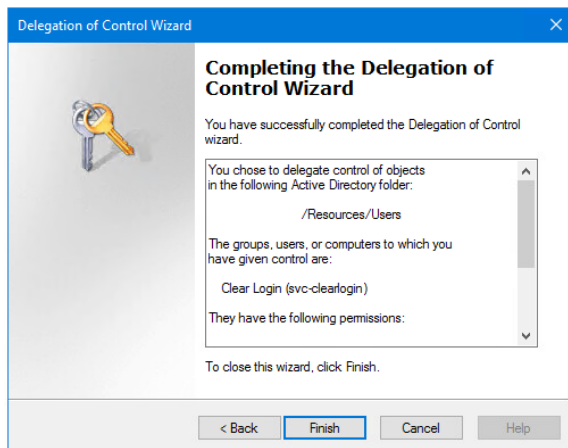 Delegation of Control Wizard
Completing the Delegation of
Control Wizard
You have successfully completed the Delegation of Control
wizard.
You chose to delegate control of objects
in the following Active Directory folder:
/Resources/Users
The groups, users, or computers to which you
have given control are:
Clear Login (svc-clearlogin)
They have the following permissions:
To close this wizard, click Finish.
< Back
Finish
Cancel
Help